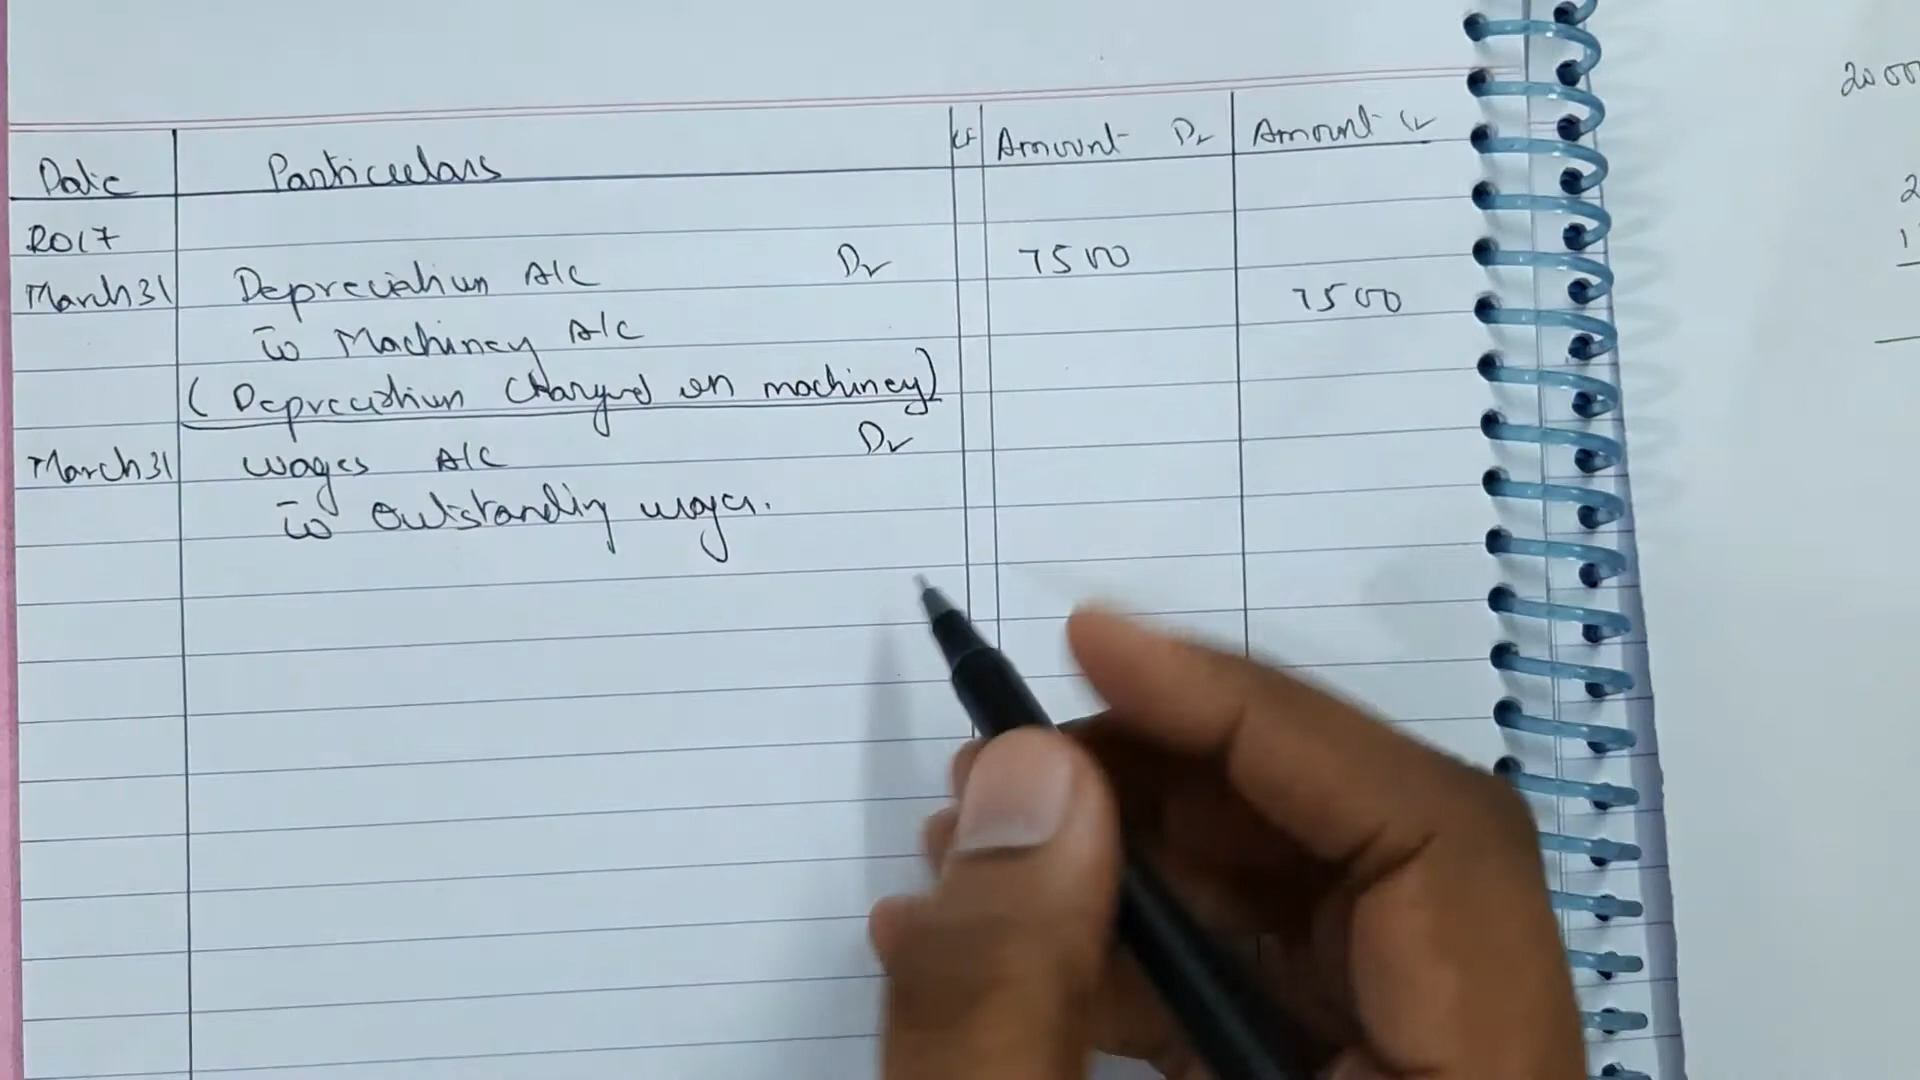 Date Particulars LF Amount Dr Amount Cr
2017
March 31 Depreciation A/c Dr 7500
To Machinery A/c 7500
(Depreciation Charged on machinery)
March 31 wages A/c Dr
To Outstanding wages.